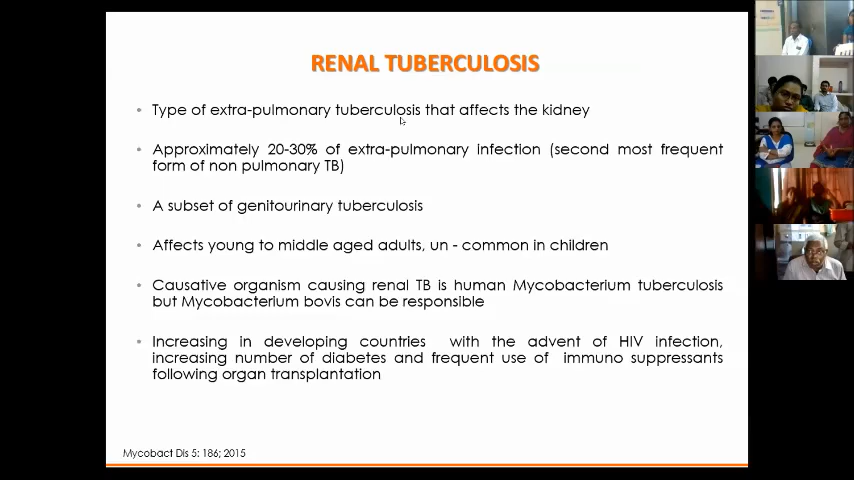 RENAL TUBERCULOSIS
• Type of extra-pulmonary tuberculosis that affects the kidney
• Approximately 20-30% of extra-pulmonary infection (second most frequent
form of non pulmonary TB)
• A subset of genitourinary tuberculosis
• Affects young to middle aged adults, un - common in children
• Causative organism causing renal TB is human Mycobacterium tuberculosis
but Mycobacterium bovis can be responsible
• Increasing in developing countries with the advent of HIV infection,
increasing number of diabetes and frequent use of immuno suppressants
following organ transplantation
Mycobact Dis 5: 186; 2015